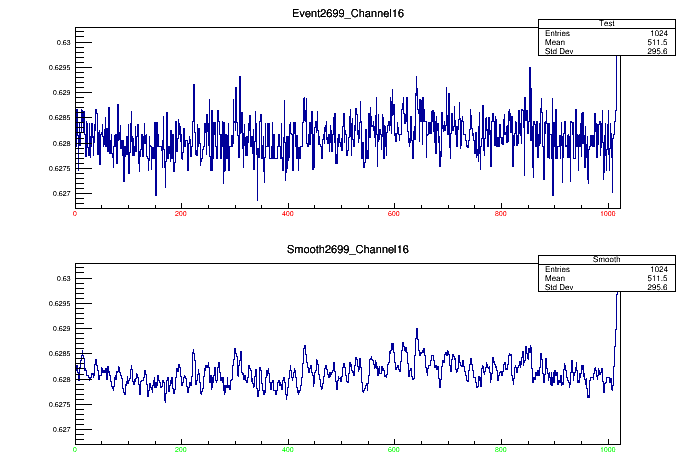 Event2699_Channel16
Test
Entries 1024
Mean 511.5
Std Dev 295.6
0.63
0.6295
0.629
0.6285
0.628
0.6275
0.627
0 200 400 600 800 1000
Smooth2699_Channel16
Smooth
Entries 1024
Mean 511.5
Std Dev 295.6
0.63
0.6295
0.629
0.6285
0.628
0.6275
0.627
0 200 400 600 800 1000